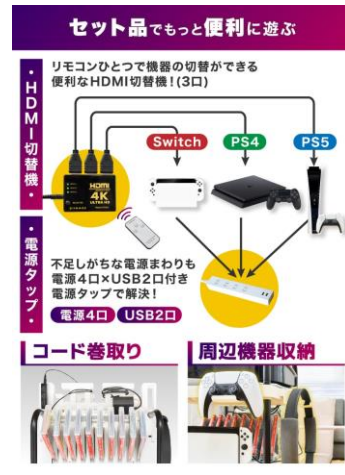 セット品でもっと便利に遊ぶ
・HDMI切替機・
リモコンひとつで機器の切替ができる
便利なHDMI切替機!(3口)
Switch
PS4
PS5
HDMI
4K
ULTRA HD
・電源タップ・
不足しがちな電源まわりも
電源4口×USB2口付き
電源タップで解決!
電源4口
USB2口
コード巻取り
周辺機器収納